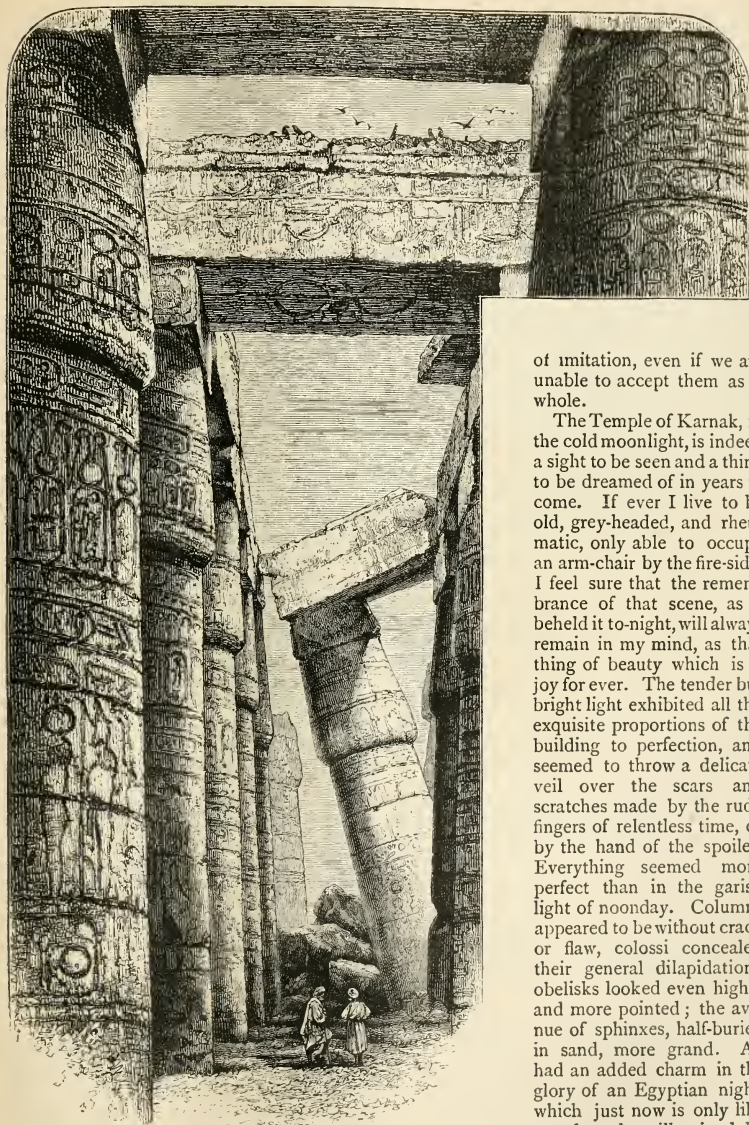 of imitation, even if we a
unable to accept them as
whole.
The Temple of Karnak,
the cold moonlight, is indee
a sight to be seen and a thin
to be dreamed of in years
come. If ever I live to b
old, grey-headed, and rheu
matic, only able to occup
an arm-chair by the fire-sid
I feel sure that the remem
brance of that scene, as
beheld it to-night, will alway
remain in my mind, as tha
thing of beauty which is
joy for ever. The tender bu
bright light exhibited all th
exquisite proportions of th
building to perfection, an
seemed to throw a delicat
veil over the scars an
scratches made by the rud
fingers of relentless time, o
by the hand of the spoile
Everything seemed mor
perfect than in the garis
light of noonday. Column
appeared to be without crac
or flaw, colossi conceale
their general dilapidation
obelisks looked even high
and more pointed ; the av
nue of sphinxes, half-burie
in sand, more grand. A
had an added charm in th
glory of an Egyptian nigh
which just now is only lik